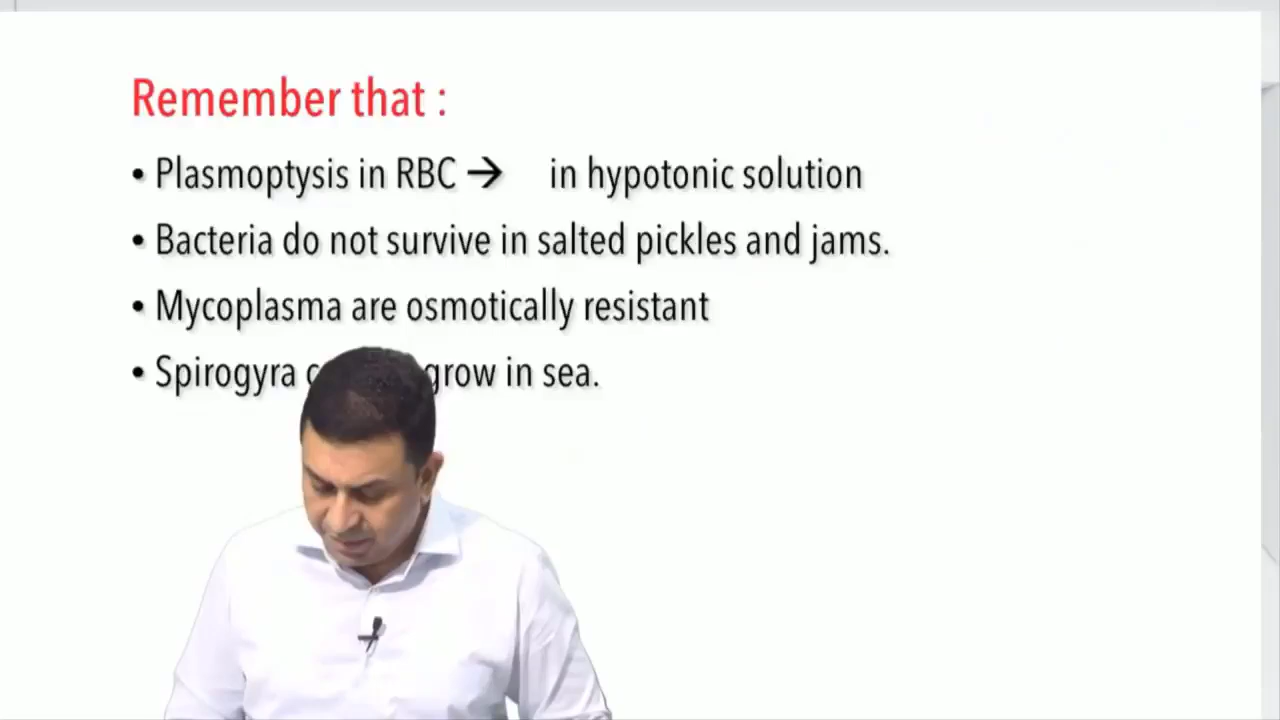 Remember that :
• Plasmoptysis in RBC → in hypotonic solution
• Bacteria do not survive in salted pickles and jams.
• Mycoplasma are osmotically resistant
• Spirogyra grow in sea.